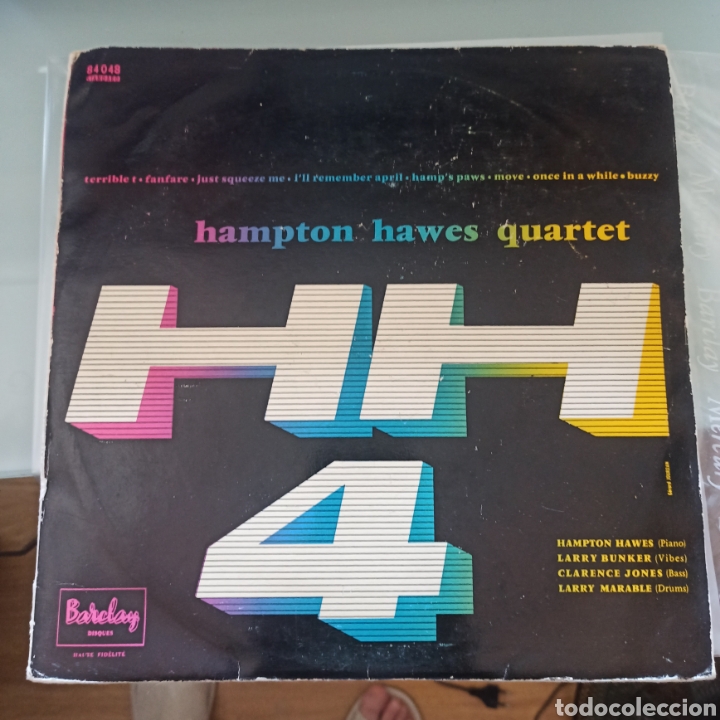 84048
terrible t • fanfare • just squeeze me • i'll remember april • hamp's paws • move • once in a while • buzzy
hampton hawes quartet
HH
4
HAMPTON HAWES (Piano)
LARRY BUNKER (Vibes)
CLARENCE JONES (Bass)
LARRY MARABLE (Drums)
Barclay
DISQUES
HAUTE FIDÉLITÉ
todocoleccion